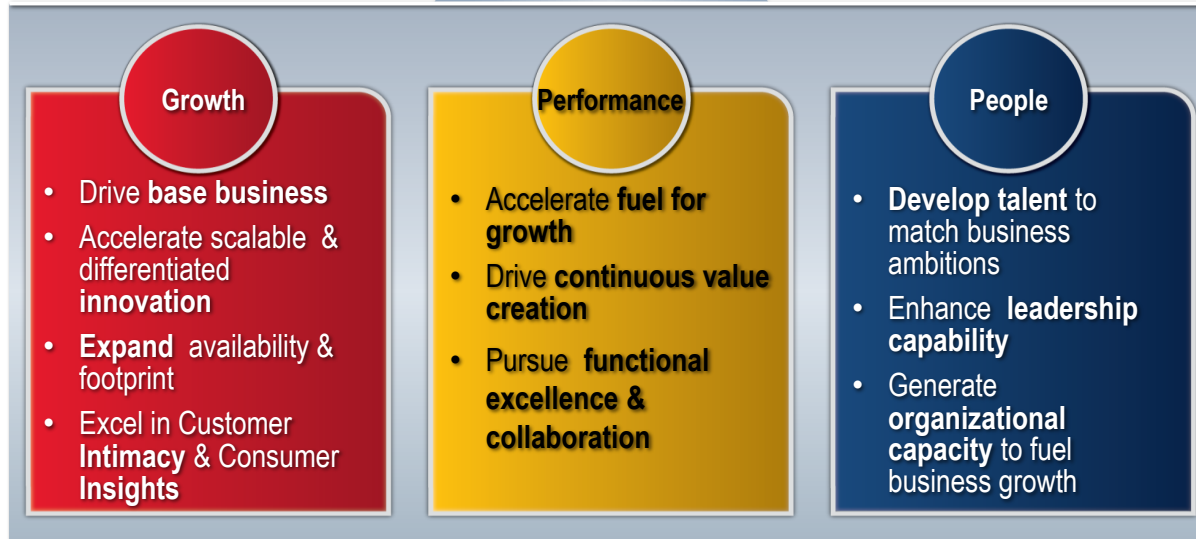 Growth
• Drive base business
• Accelerate scalable &
differentiated
innovation
• Expand availability &
footprint
• Excel in Customer
Intimacy & Consumer
Insights
Performance
• Accelerate fuel for
growth
• Drive continuous value
creation
• Pursue functional
excellence &
collaboration
People
• Develop talent to
match business
ambitions
• Enhance leadership
capability
• Generate
organizational
capacity to fuel
business growth